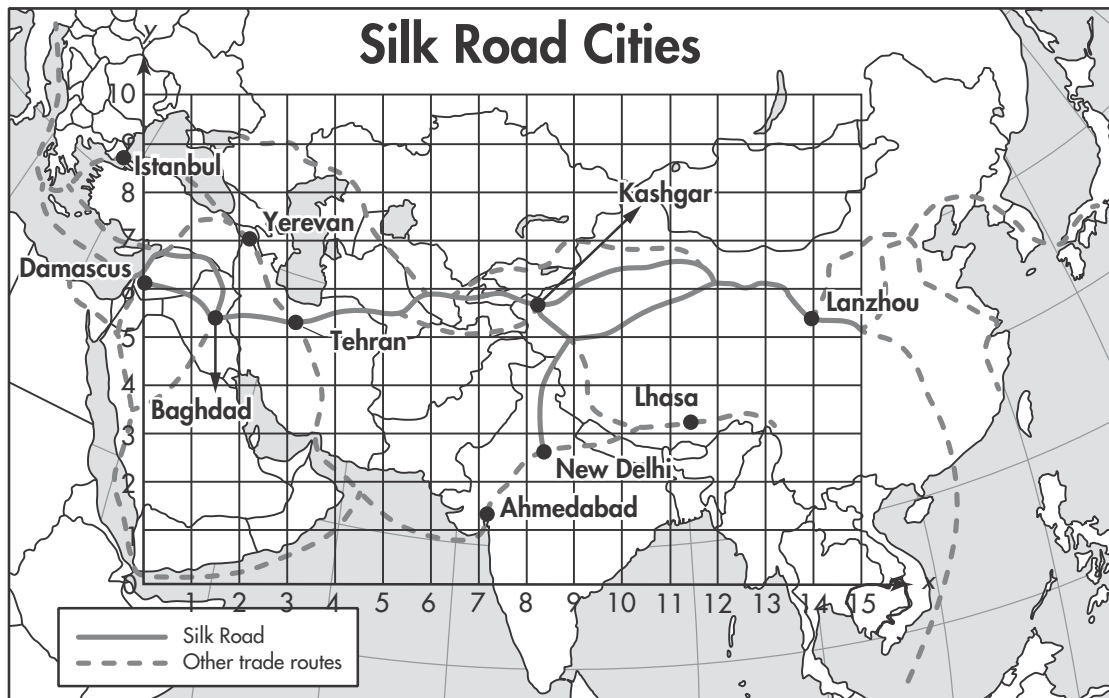 Silk Road Cities
y
10
9
Istanbul
8
Kashgar
Yerevan
7
Damascus
6
Lanzhou
Tehran
5
4
Baghdad
Lhasa
3
New Delhi
2
Ahmedabad
1
0
x
1 2 3 4 5 6 7 8 9 10 11 12 13 14 15
Silk Road
Other trade routes